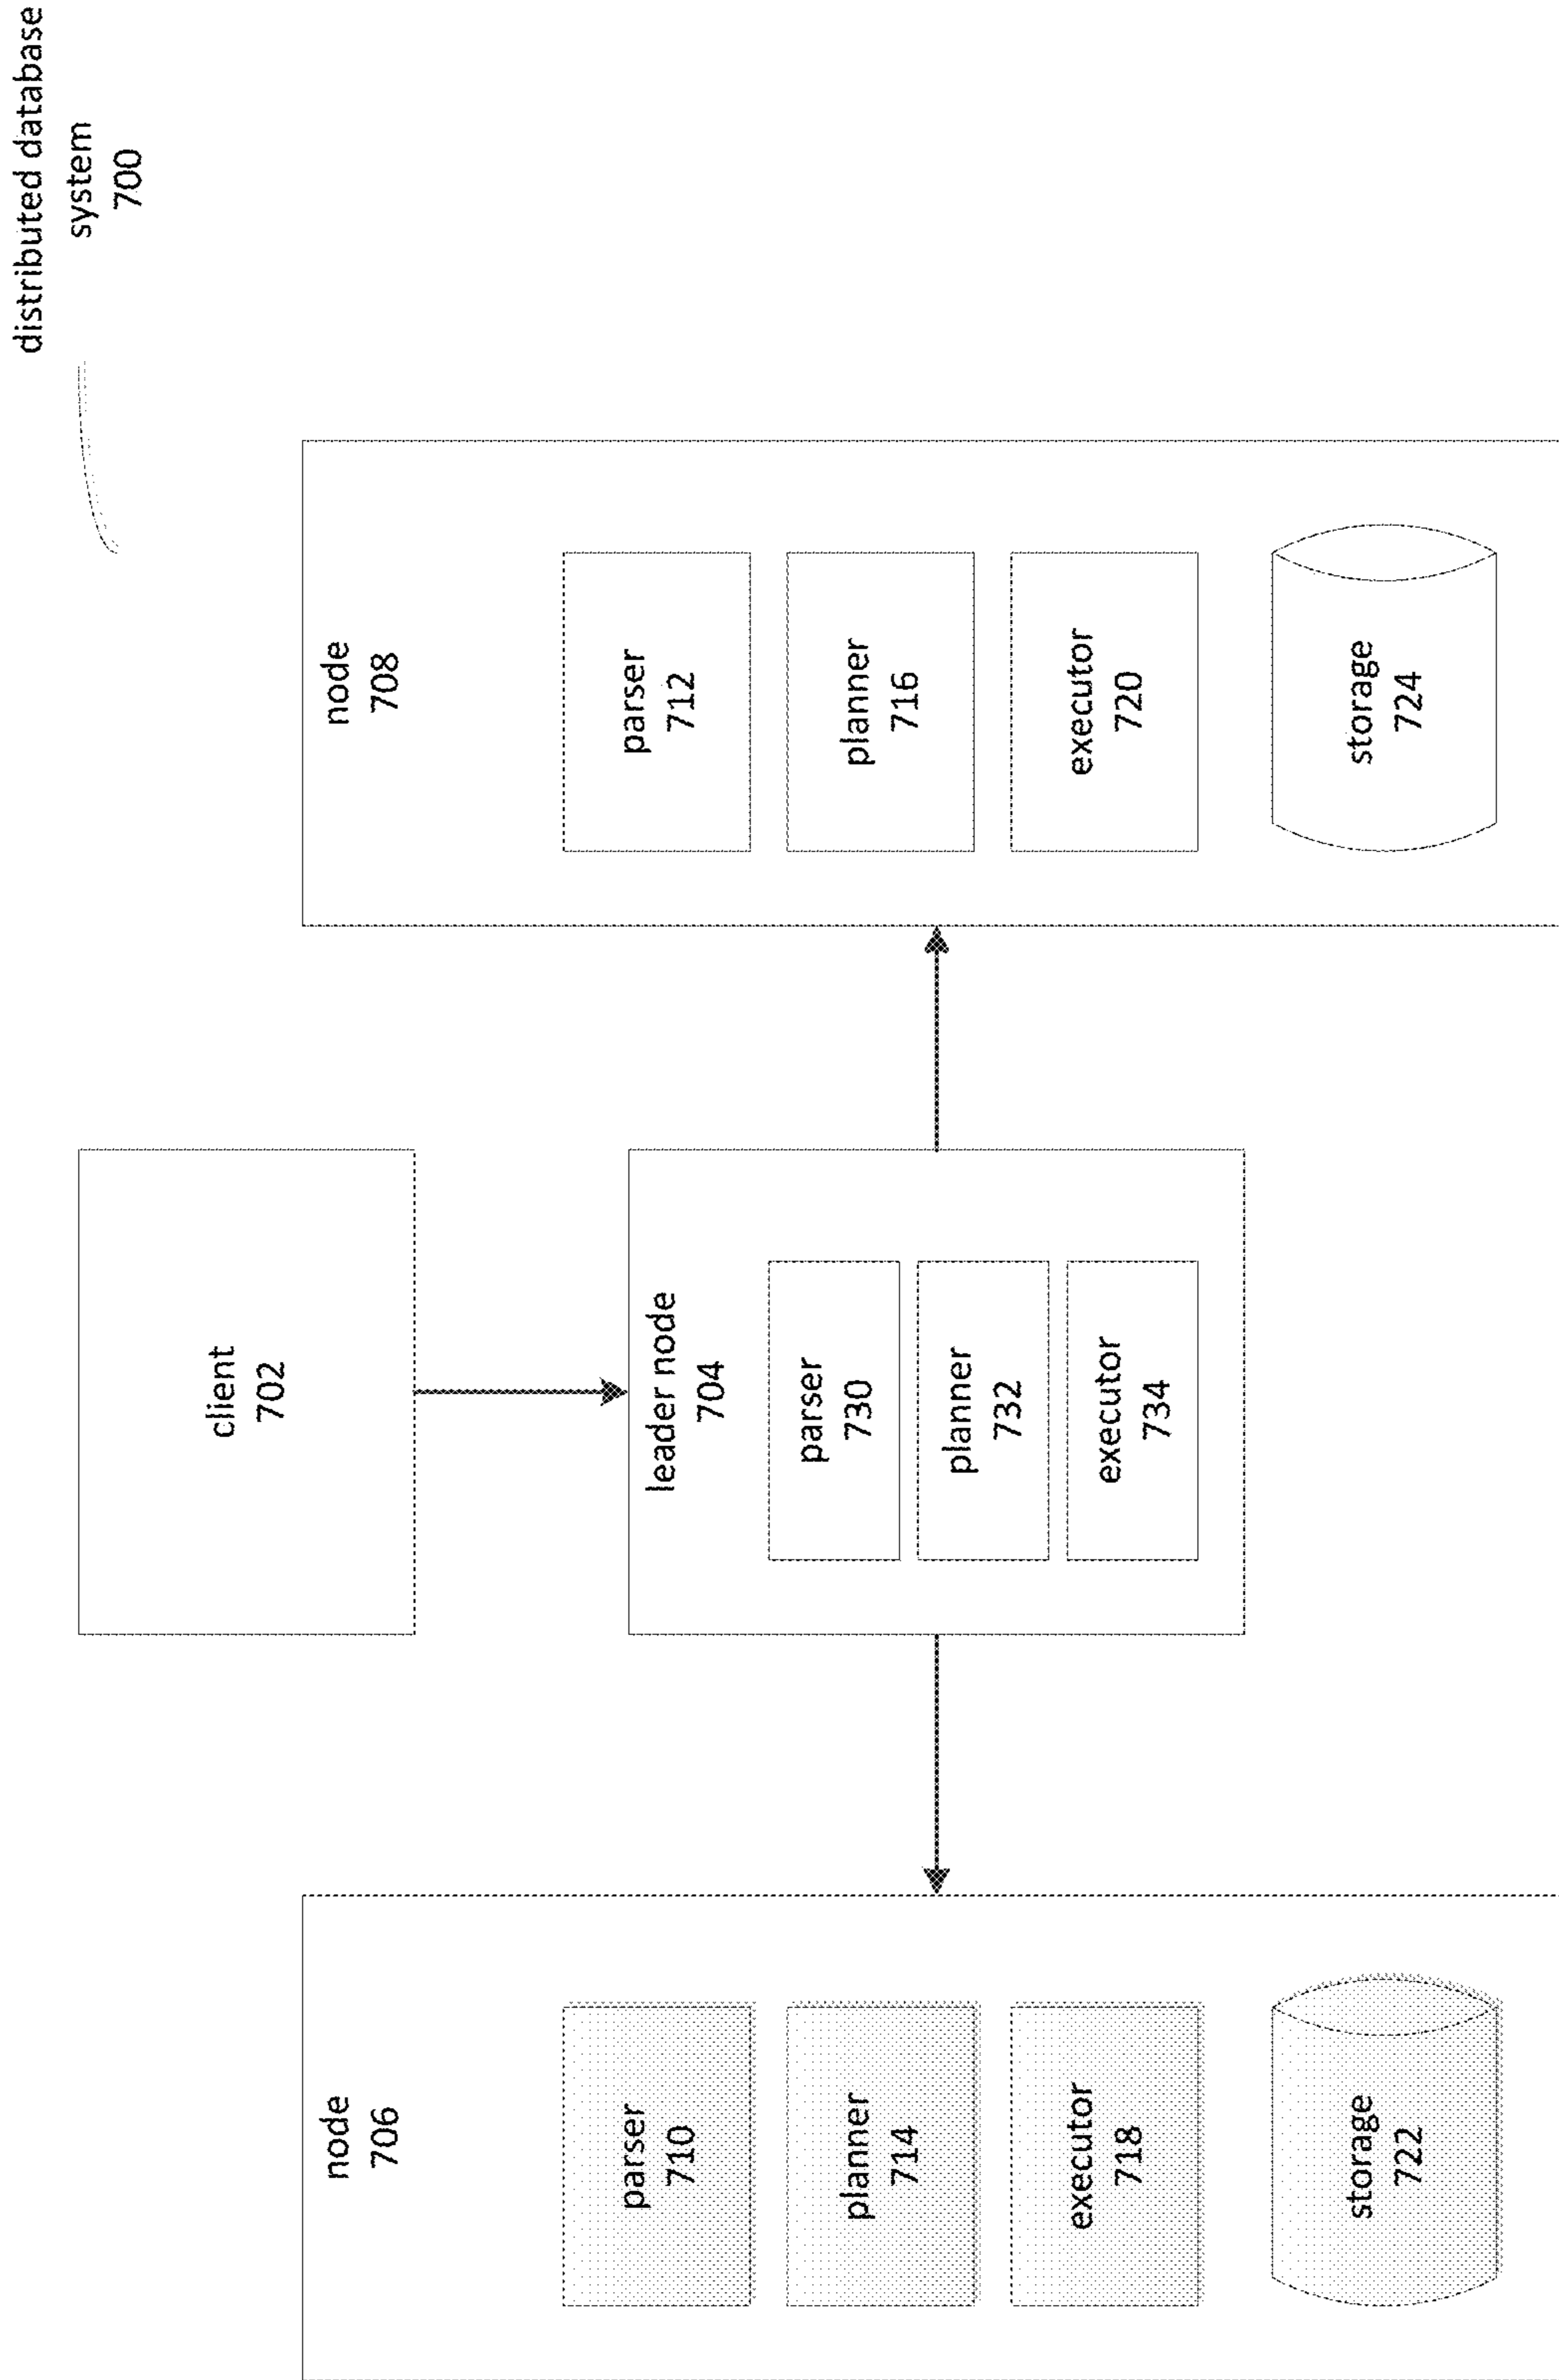 distributed database
system
700
client
702
node
706
parser
710
planner
714
executor
718
storage
722
leader node
704
parser
730
planner
732
executor
734
node
708
parser
712
planner
716
executor
720
storage
724